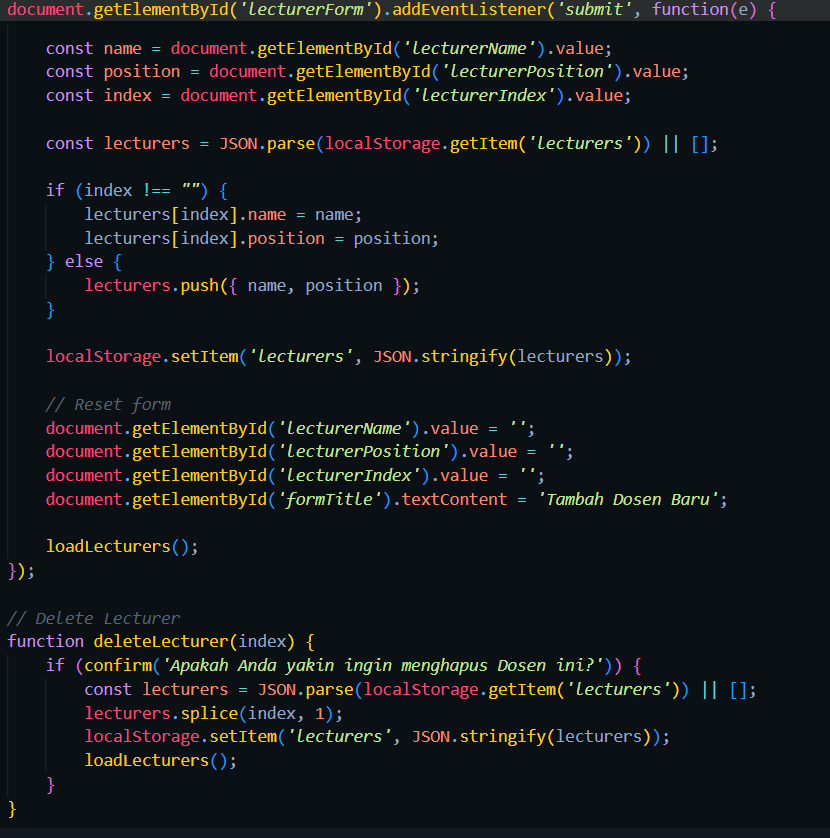 document.getElementById('lecturerForm').addEventListener('submit', function(e) {
    const name = document.getElementById('lecturerName').value;
    const position = document.getElementById('lecturerPosition').value;
    const index = document.getElementById('lecturerIndex').value;

    const lecturers = JSON.parse(localStorage.getItem('lecturers')) || [];

    if (index !== "") {
        lecturers[index].name = name;
        lecturers[index].position = position;
    } else {
        lecturers.push({ name, position });
    }

    localStorage.setItem('lecturers', JSON.stringify(lecturers));

    // Reset form
    document.getElementById('lecturerName').value = '';
    document.getElementById('lecturerPosition').value = '';
    document.getElementById('lecturerIndex').value = '';
    document.getElementById('formTitle').textContent = 'Tambah Dosen Baru';

    loadLecturers();
});

// Delete Lecturer
function deleteLecturer(index) {
    if (confirm('Apakah Anda yakin ingin menghapus Dosen ini?')) {
        const lecturers = JSON.parse(localStorage.getItem('lecturers')) || [];
        lecturers.splice(index, 1);
        localStorage.setItem('lecturers', JSON.stringify(lecturers));
        loadLecturers();
    }
}